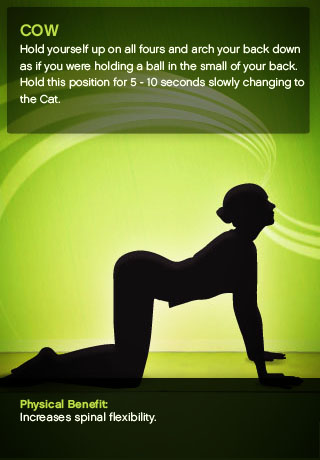 COW
Hold yourself up on all fours and arch your back down
as if you were holding a ball in the small of your back.
Hold this position for 5 - 10 seconds slowly changing to
the Cat.
Physical Benefit:
Increases spinal flexibility.